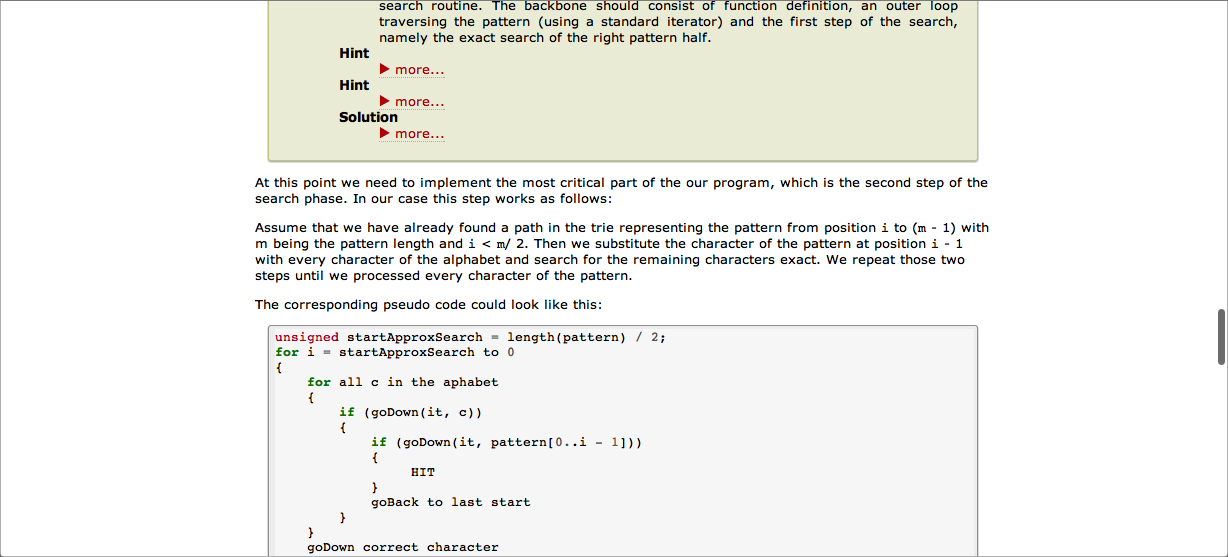 search routine. The backbone should consist of function definition, an outer loop
traversing the pattern (using a standard iterator) and the first step of the search,
namely the exact search of the right pattern half.
Hint
▶ more...
Hint
▶ more...
Solution
▶ more...
At this point we need to implement the most critical part of the our program, which is the second step of the
search phase. In our case this step works as follows:
Assume that we have already found a path in the trie representing the pattern from position i to (m - 1) with
m being the pattern length and i < m/ 2. Then we substitute the character of the pattern at position i - 1
with every character of the alphabet and search for the remaining characters exact. We repeat those two
steps until we processed every character of the pattern.
The corresponding pseudo code could look like this:
unsigned startApproxSearch = length(pattern) / 2;
for i = startApproxSearch to 0
{
    for all c in the aphabet
    {
        if (goDown(it, c))
        {
            if (goDown(it, pattern[0..i - 1]))
            {
                 HIT
            }
            goBack to last start
        }
    }
    goDown correct character